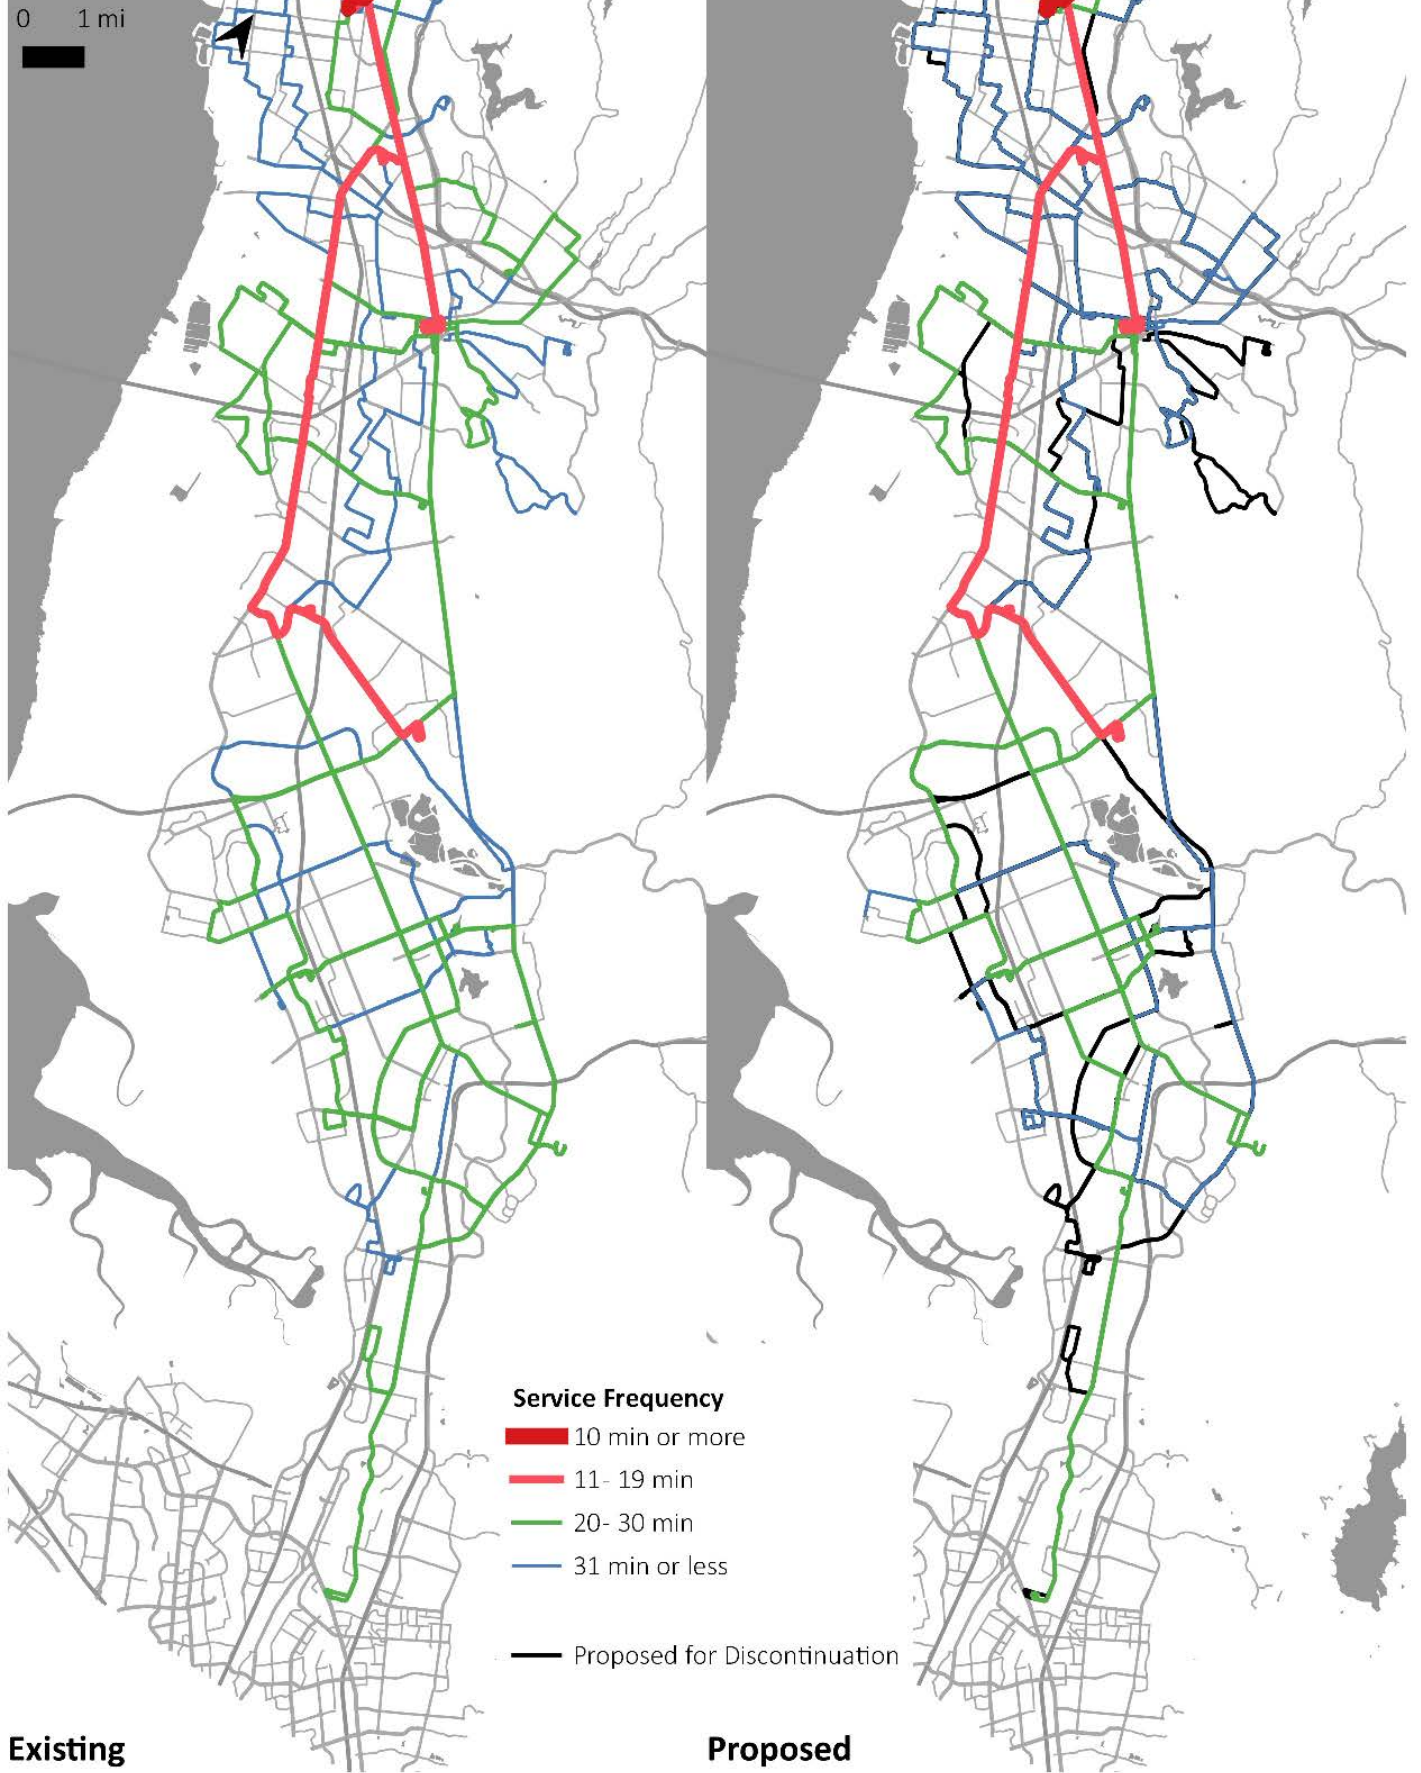 0 1 mi
Service Frequency
10 min or more
11- 19 min
20- 30 min
31 min or less
Proposed for Discontinuation
Existing
Proposed